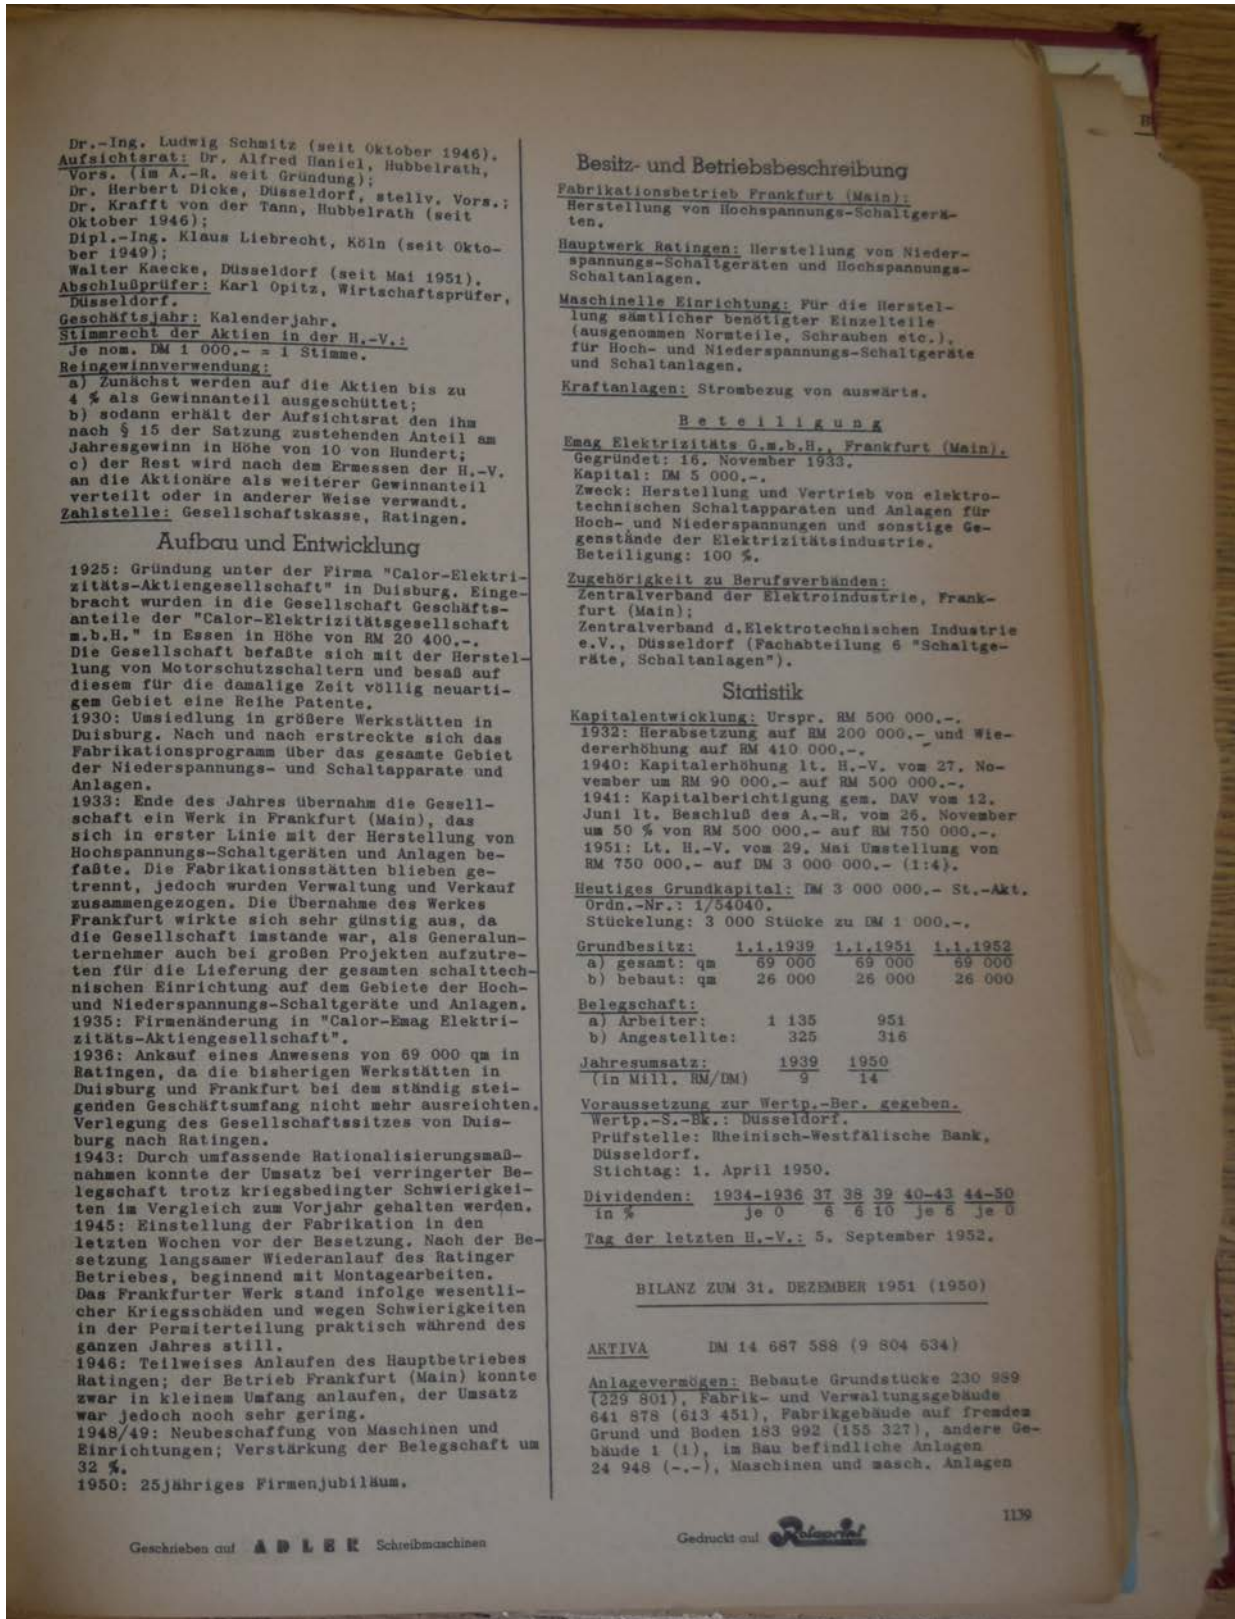 Dr.-Ing. Ludwig Schmitz (seit Oktober 1946).
Aufsichtsrat: Dr. Alfred Haniel, Hubbelrath,
Vors. (im A.-R. seit Gründung);
Dr. Herbert Dicke, Düsseldorf, stellv. Vors.;
Dr. Krafft von der Tann, Hubbelrath (seit
Oktober 1946);
Dipl.-Ing. Klaus Liebrecht, Köln (seit Okto-
ber 1949);
Walter Kaecke, Düsseldorf (seit Mai 1951).
Abschlußprüfer: Karl Opitz, Wirtschaftsprüfer,
Düsseldorf.
Geschäftsjahr: Kalenderjahr.
Stimmrecht der Aktien in der H.-V.:
Je nom. DM 1 000.- = 1 Stimme.
Reingewinnverwendung:
a) Zunächst werden auf die Aktien bis zu
4 % als Gewinnanteil ausgeschüttet;
b) sodann erhält der Aufsichtsrat den ihm
nach § 15 der Satzung zustehenden Anteil am
Jahresgewinn in Höhe von 10 von Hundert;
c) der Rest wird nach dem Ermessen der H.-V.
an die Aktionäre als weiterer Gewinnanteil
verteilt oder in anderer Weise verwandt.
Zahlstelle: Gesellschaftskasse, Ratingen.
Aufbau und Entwicklung
1925: Gründung unter der Firma "Calor-Elektri-
zitäts-Aktiengesellschaft" in Duisburg. Einge-
bracht wurden in die Gesellschaft Geschäfts-
anteile der "Calor-Elektrizitätsgesellschaft
m.b.H." in Essen in Höhe von RM 20 400.-.
Die Gesellschaft befaßte sich mit der Herstel-
lung von Motorschutzschaltern und besaß auf
diesem für die damalige Zeit völlig neuarti-
gem Gebiet eine Reihe Patente.
1930: Umsiedlung in größere Werkstätten in
Duisburg. Nach und nach erstreckte sich das
Fabrikationsprogramm über das gesamte Gebiet
der Niederspannungs- und Schaltapparate und
Anlagen.
1933: Ende des Jahres übernahm die Gesell-
schaft ein Werk in Frankfurt (Main), das
sich in erster Linie mit der Herstellung von
Hochspannungs-Schaltgeräten und Anlagen be-
faßte. Die Fabrikationsstätten blieben ge-
trennt, jedoch wurden Verwaltung und Verkauf
zusammengezogen. Die Übernahme des Werkes
Frankfurt wirkte sich sehr günstig aus, da
die Gesellschaft imstande war, als Generalun-
ternehmer auch bei großen Projekten aufzutre-
ten für die Lieferung der gesamten schalttech-
nischen Einrichtung auf dem Gebiete der Hoch-
und Niederspannungs-Schaltgeräte und Anlagen.
1935: Firmenänderung in "Calor-Emag Elektri-
zitäts-Aktiengesellschaft".
1936: Ankauf eines Anwesens von 69 000 qm in
Ratingen, da die bisherigen Werkstätten in
Duisburg und Frankfurt bei dem ständig stei-
genden Geschäftsumfang nicht mehr ausreichten.
Verlegung des Gesellschaftssitzes von Duis-
burg nach Ratingen.
1943: Durch umfassende Rationalisierungsmaß-
nahmen konnte der Umsatz bei verringerter Be-
legschaft trotz kriegsbedingter Schwierigkei-
ten im Vergleich zum Vorjahr gehalten werden.
1945: Einstellung der Fabrikation in den
letzten Wochen vor der Besetzung. Nach der Be-
setzung langsamer Wiederanlauf des Ratinger
Betriebes, beginnend mit Montagearbeiten.
Das Frankfurter Werk stand infolge wesentli-
cher Kriegsschäden und wegen Schwierigkeiten
in der Permiterteilung praktisch während des
ganzen Jahres still.
1946: Teilweises Anlaufen des Hauptbetriebes
Ratingen; der Betrieb Frankfurt (Main) konnte
zwar in kleinem Umfang anlaufen, der Umsatz
war jedoch noch sehr gering.
1948/49: Neubeschaffung von Maschinen und
Einrichtungen; Verstärkung der Belegschaft um
32 %.
1950: 25jähriges Firmenjubiläum.
Besitz- und Betriebsbeschreibung
Fabrikationsbetrieb Frankfurt (Main):
Herstellung von Hochspannungs-Schaltgerä-
ten.
Hauptwerk Ratingen: Herstellung von Nieder-
spannungs-Schaltgeräten und Hochspannungs-
Schaltanlagen.
Maschinelle Einrichtung: Für die Herstel-
lung sämtlicher benötigter Einzelteile
(ausgenommen Normteile, Schrauben etc.),
für Hoch- und Niederspannungs-Schaltgeräte
und Schaltanlagen.
Kraftanlagen: Strombezug von auswärts.
Beteiligung
Emag Elektrizitäts G.m.b.H., Frankfurt (Main).
Gegründet: 16. November 1933.
Kapital: DM 5 000.-.
Zweck: Herstellung und Vertrieb von elektro-
technischen Schaltapparaten und Anlagen für
Hoch- und Niederspannungen und sonstige Ge-
genstände der Elektrizitätsindustrie.
Beteiligung: 100 %.
Zugehörigkeit zu Berufsverbänden:
Zentralverband der Elektroindustrie, Frank-
furt (Main);
Zentralverband d.Elektrotechnischen Industrie
e.V., Düsseldorf (Fachabteilung 6 "Schaltge-
räte, Schaltanlagen").
Statistik
Kapitalentwicklung: Urspr. RM 500 000.-.
1932: Herabsetzung auf RM 200 000.- und Wie-
dererhöhung auf RM 410 000.-.
1940: Kapitalerhöhung lt. H.-V. vom 27. No-
vember um RM 90 000.- auf RM 500 000.-.
1941: Kapitalberichtigung gem. DAV vom 12.
Juni lt. Beschluß des A.-R. vom 26. November
um 50 % von RM 500 000.- auf RM 750 000.-.
1951: Lt. H.-V. vom 29. Mai Umstellung von
RM 750 000.- auf DM 3 000 000.- (1:4).
Heutiges Grundkapital: DM 3 000 000.- St.-Akt.
Ordn.-Nr.: 1/54040.
Stückelung: 3 000 Stücke zu DM 1 000.-.
Grundbesitz: 1.1.1939 1.1.1951 1.1.1952
a) gesamt: qm 69 000 69 000 69 000
b) bebaut: qm 26 000 26 000 26 000
Belegschaft:
a) Arbeiter: 1 135 951
b) Angestellte: 325 316
Jahresumsatz: 1939 1950
(in Mill. RM/DM) 9 14
Voraussetzung zur Wertp.-Ber. gegeben.
Wertp.-S.-Bk.: Düsseldorf.
Prüfstelle: Rheinisch-Westfälische Bank,
Düsseldorf.
Stichtag: 1. April 1950.
Dividenden: 1934-1936 37 38 39 40-43 44-50
in % je 0 6 6 10 je 6 je 0
Tag der letzten H.-V.: 5. September 1952.
BILANZ ZUM 31. DEZEMBER 1951 (1950)
AKTIVA DM 14 687 588 (9 804 634)
Anlagevermögen: Bebaute Grundstücke 230 989
(229 801), Fabrik- und Verwaltungsgebäude
641 878 (613 451), Fabrikgebäude auf fremdem
Grund und Boden 183 992 (155 327), andere Ge-
bäude 1 (1), im Bau befindliche Anlagen
24 948 (-.-), Maschinen und masch. Anlagen
1139
Geschrieben auf ADLER Schreibmaschinen
Gedruckt auf Rotaprint
B